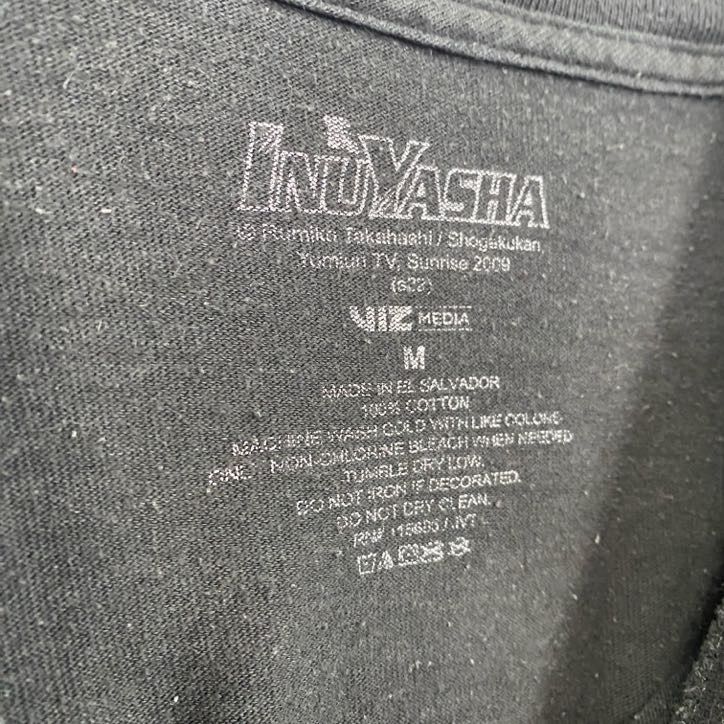 INUYASHA
© Rumiko Takahashi / Shogakukan,
Yomiuri TV, Sunrise 2009
(s22)
VIZ MEDIA
M
MADE IN EL SALVADOR
100% COTTON
MACHINE WASH COLD WITH LIKE COLORS.
ONLY NON-CHLORINE BLEACH WHEN NEEDED
TUMBLE DRY LOW.
DO NOT IRON IF DECORATED.
DO NOT DRY CLEAN.
RN#